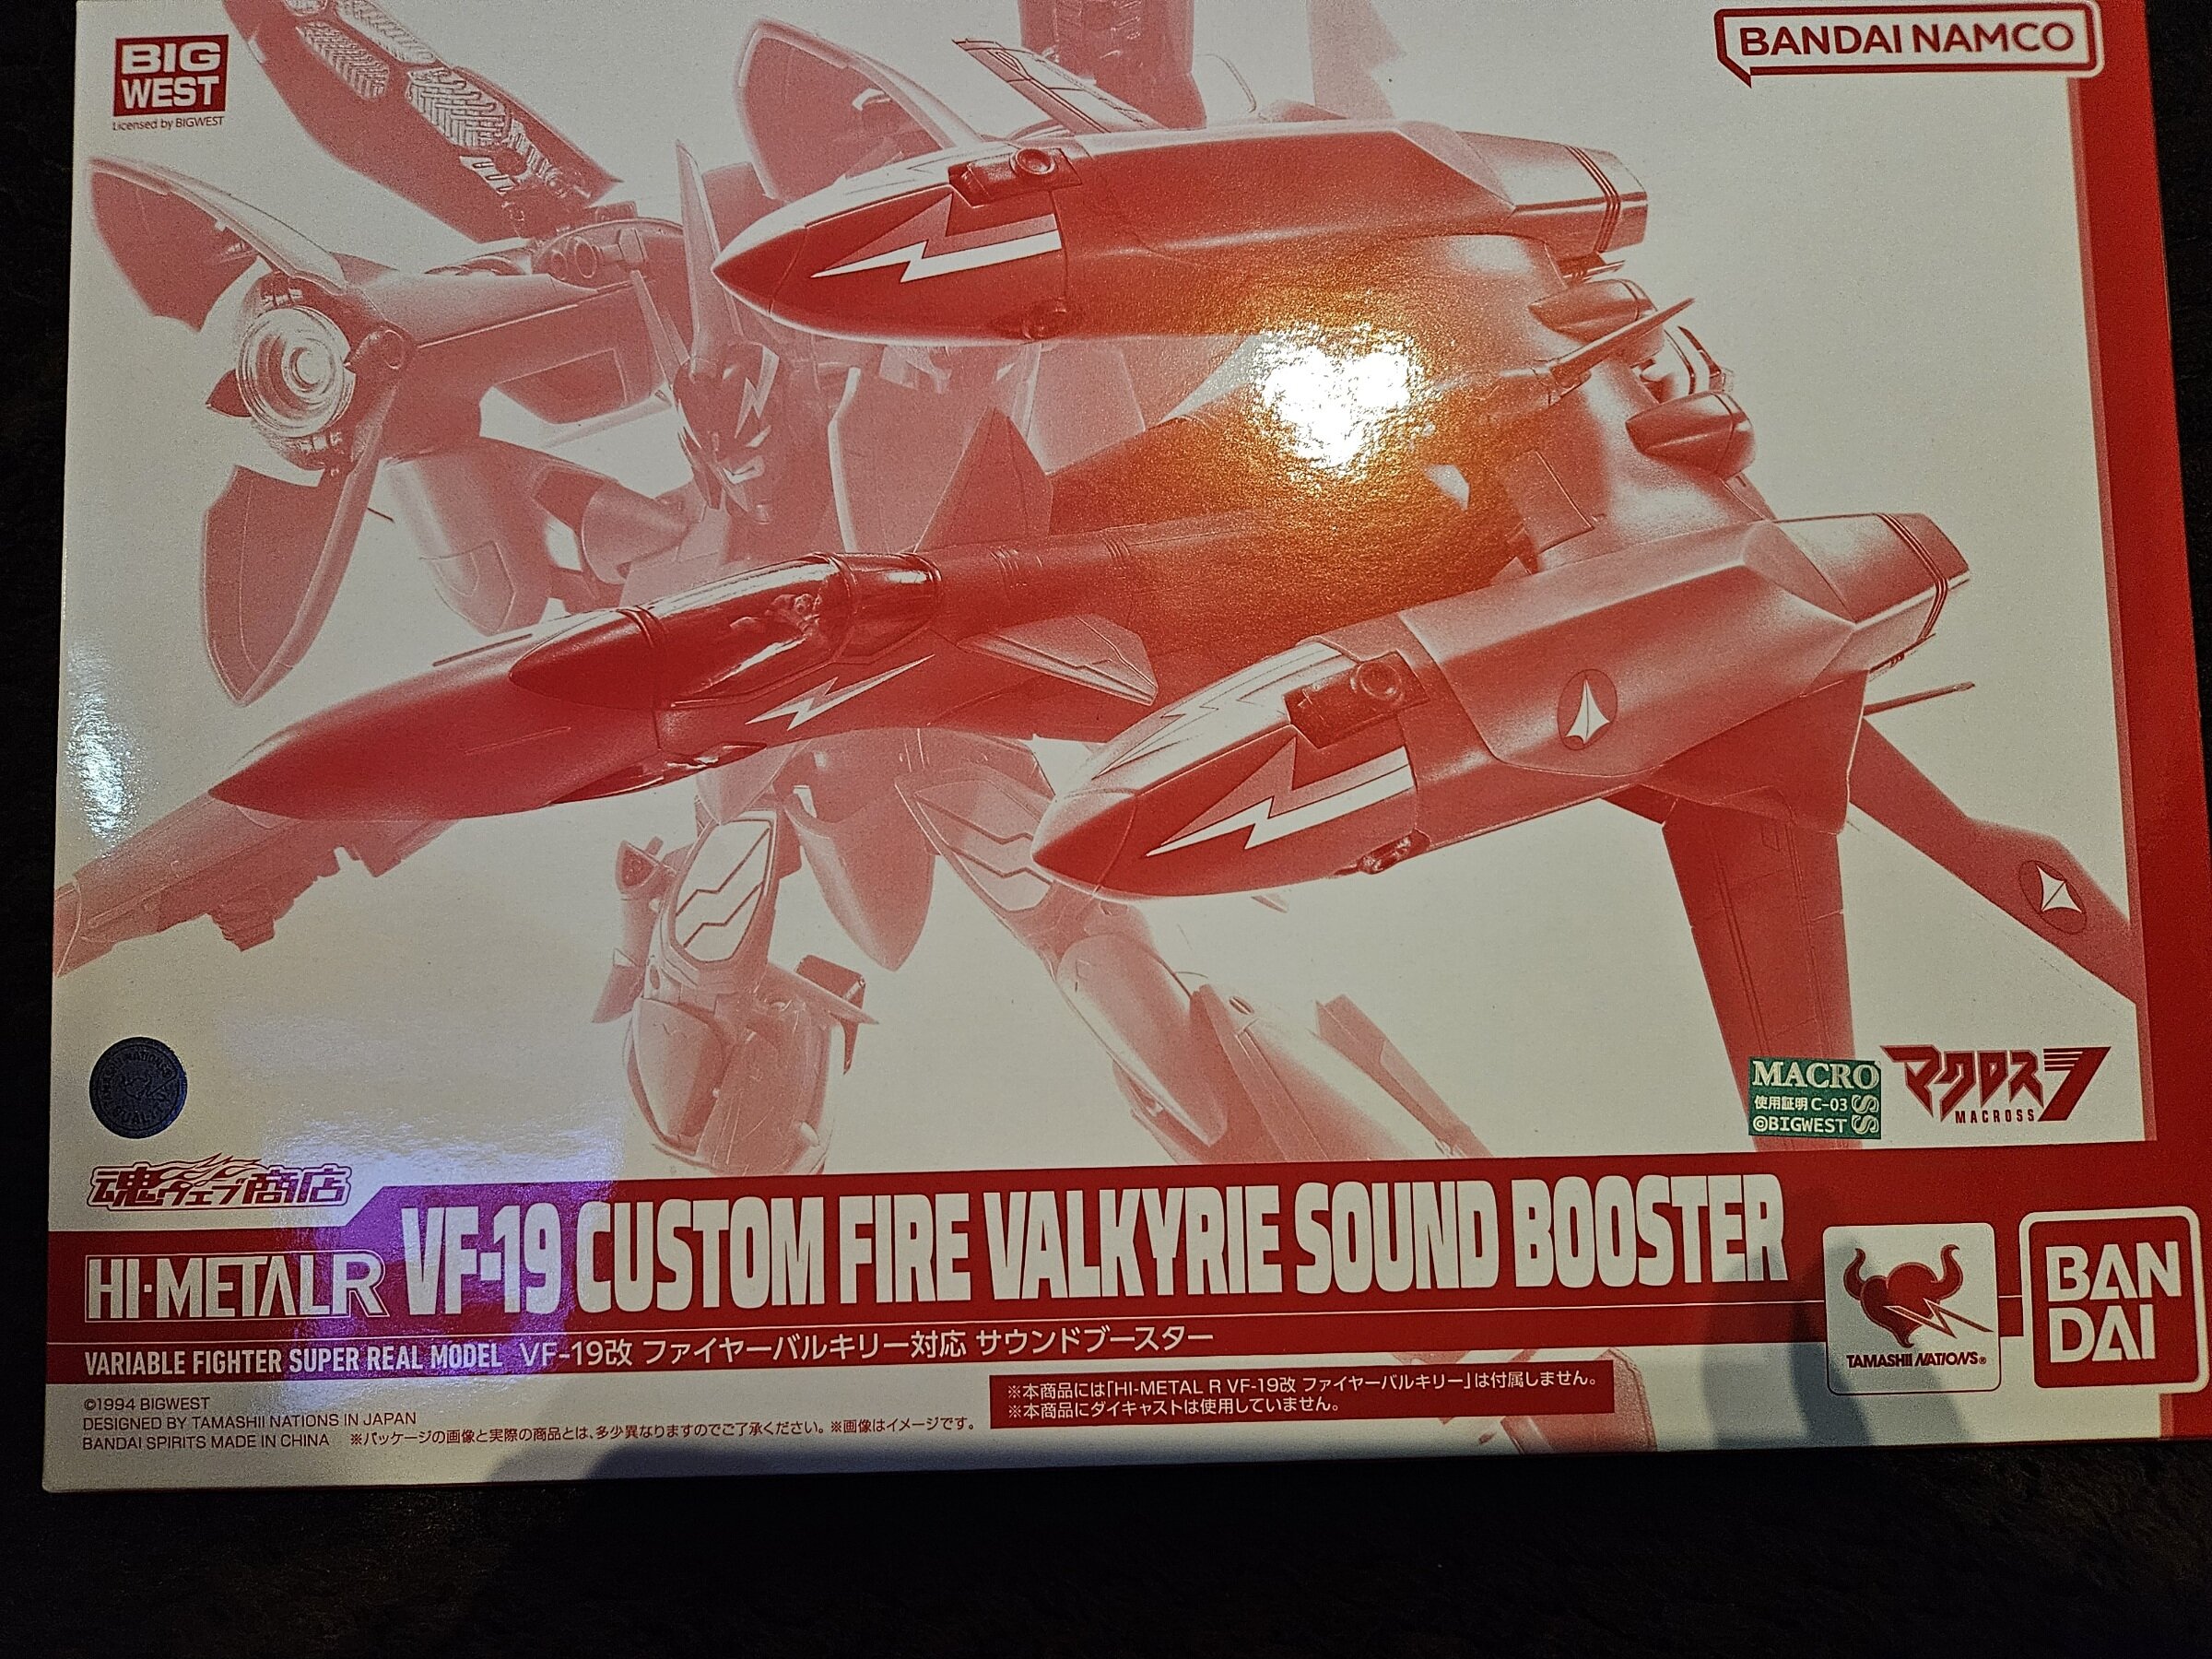 BIG
WEST
Licensed by BIGWEST
BANDAI NAMCO
MACROSS
使用証明 C-03
©BIGWEST
マクロス7
MACROSS
魂ウェブ商店
HI-METAL R VF-19 CUSTOM FIRE VALKYRIE SOUND BOOSTER
VARIABLE FIGHTER SUPER REAL MODEL VF-19改 ファイヤーバルキリー対応 サウンドブースター
TAMASHII NATIONS®
BAN
DAI
©1994 BIGWEST
DESIGNED BY TAMASHII NATIONS IN JAPAN
BANDAI SPIRITS MADE IN CHINA ※パッケージの画像と実際の商品とは、多少異なりますのでご了承ください。※画像はイメージです。
※本商品には「HI-METAL R VF-19改 ファイヤーバルキリー」は付属しません。
※本商品にダイキャストは使用していません。